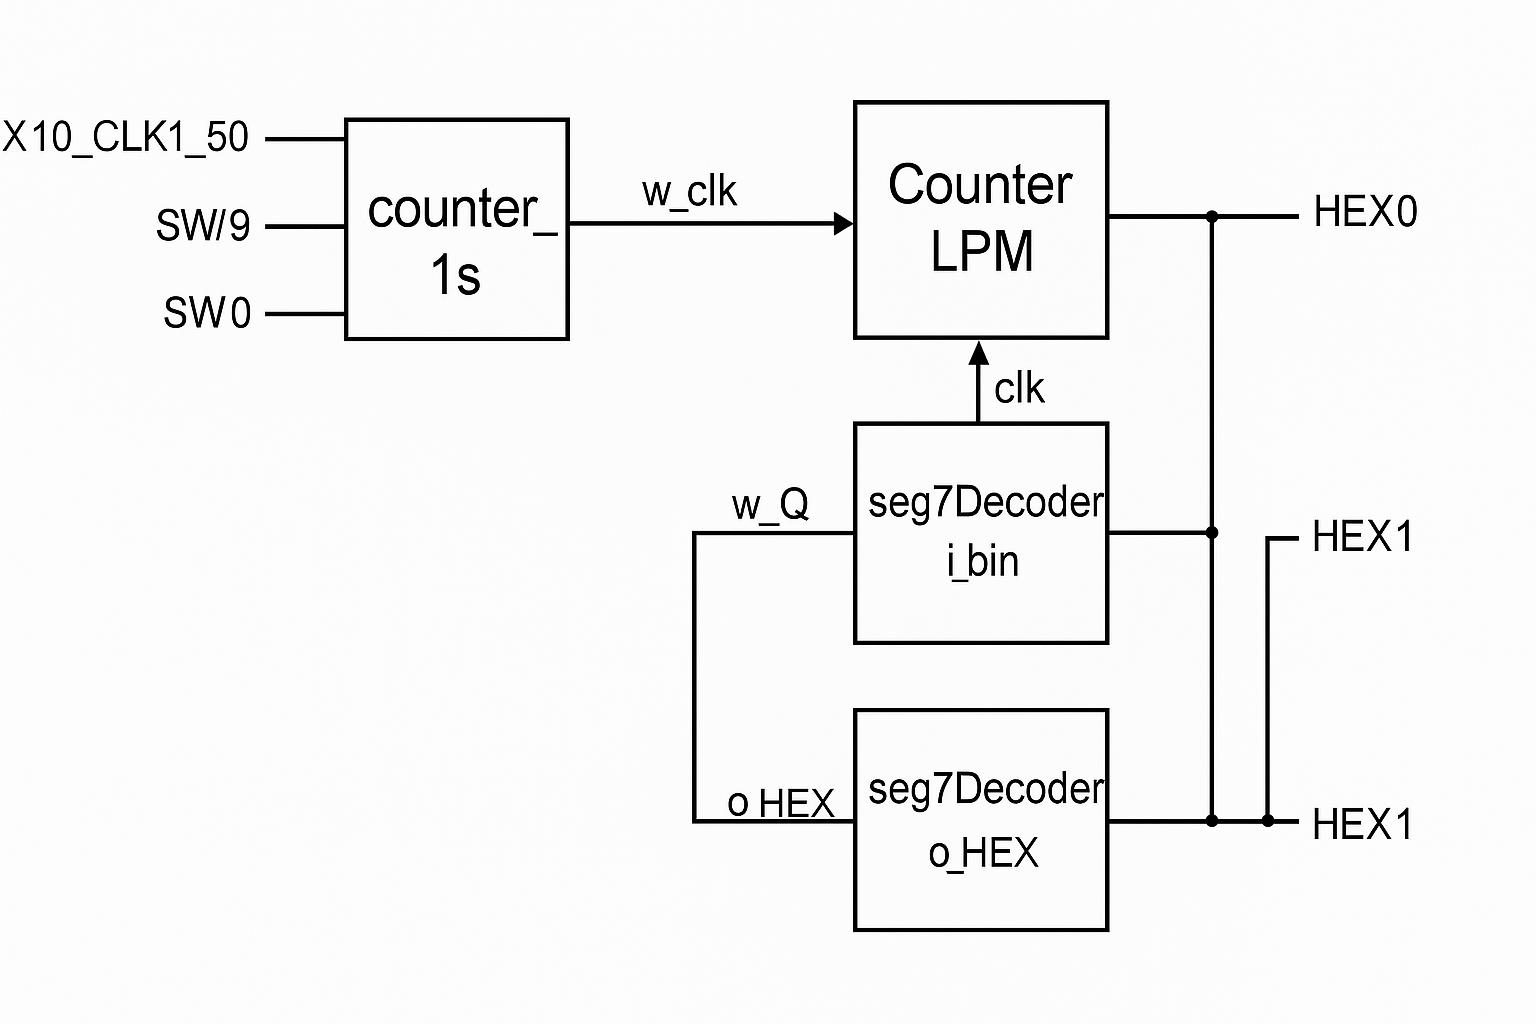 X10_CLK1_50
SW/9
SW0
counter_
1s
w_clk
Counter
LPM
HEX0
clk
w_Q
seg7Decoder
i_bin
HEX1
o HEX
seg7Decoder
o_HEX
HEX1